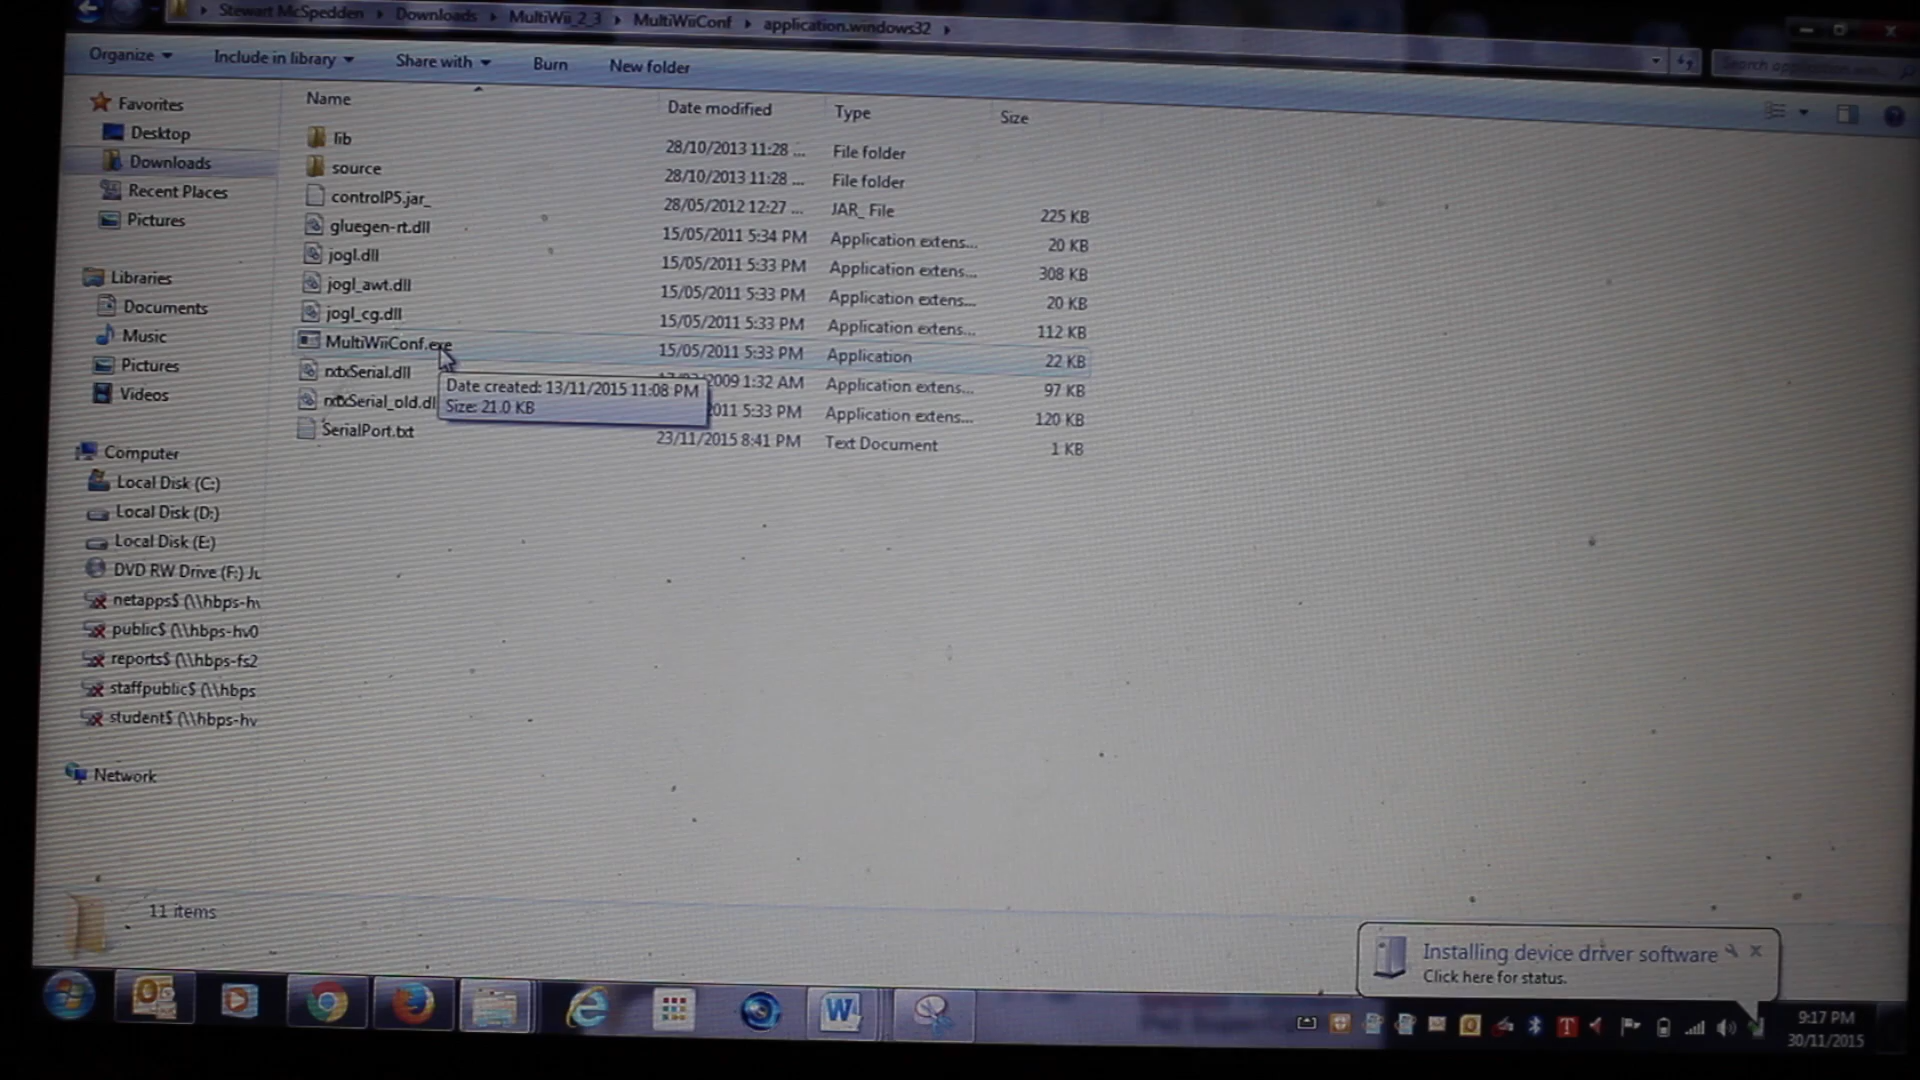 Stewart McSpedden Downloads MultiWii_2_3 MultiWiiConf application.windows32
Organize Include in library Share with Burn New folder
Name Date modified Type Size
lib 28/10/2013 11:28 ... File folder
source 28/10/2013 11:28 ... File folder
controlP5.jar_ 28/05/2012 12:27 ... JAR_ File 225 KB
gluegen-rt.dll 15/05/2011 5:34 PM Application extens... 20 KB
jogl.dll 15/05/2011 5:33 PM Application extens... 308 KB
jogl_awt.dll 15/05/2011 5:33 PM Application extens... 20 KB
jogl_cg.dll 15/05/2011 5:33 PM Application extens... 112 KB
MultiWiiConf.exe 15/05/2011 5:33 PM Application 22 KB
rxtxSerial.dll 2009 1:32 AM Application extens... 97 KB
rxtxSerial_old.dl 011 5:33 PM Application extens... 120 KB
SerialPort.txt 23/11/2015 8:41 PM Text Document 1 KB
Date created: 13/11/2015 11:08 PM
Size: 21.0 KB
Favorites
Desktop
Downloads
Recent Places
Pictures
Libraries
Documents
Music
Pictures
Videos
Computer
Local Disk (C:)
Local Disk (D:)
Local Disk (E:)
DVD RW Drive (F:) Ju
netapps$ (\\hbps-hv
public$ (\\hbps-hv0
reports$ (\\hbps-fs2
staffpublic$ (\\hbps
student$ (\\hbps-hv
Network
11 items
Installing device driver software
Click here for status.
9:17 PM
30/11/2015